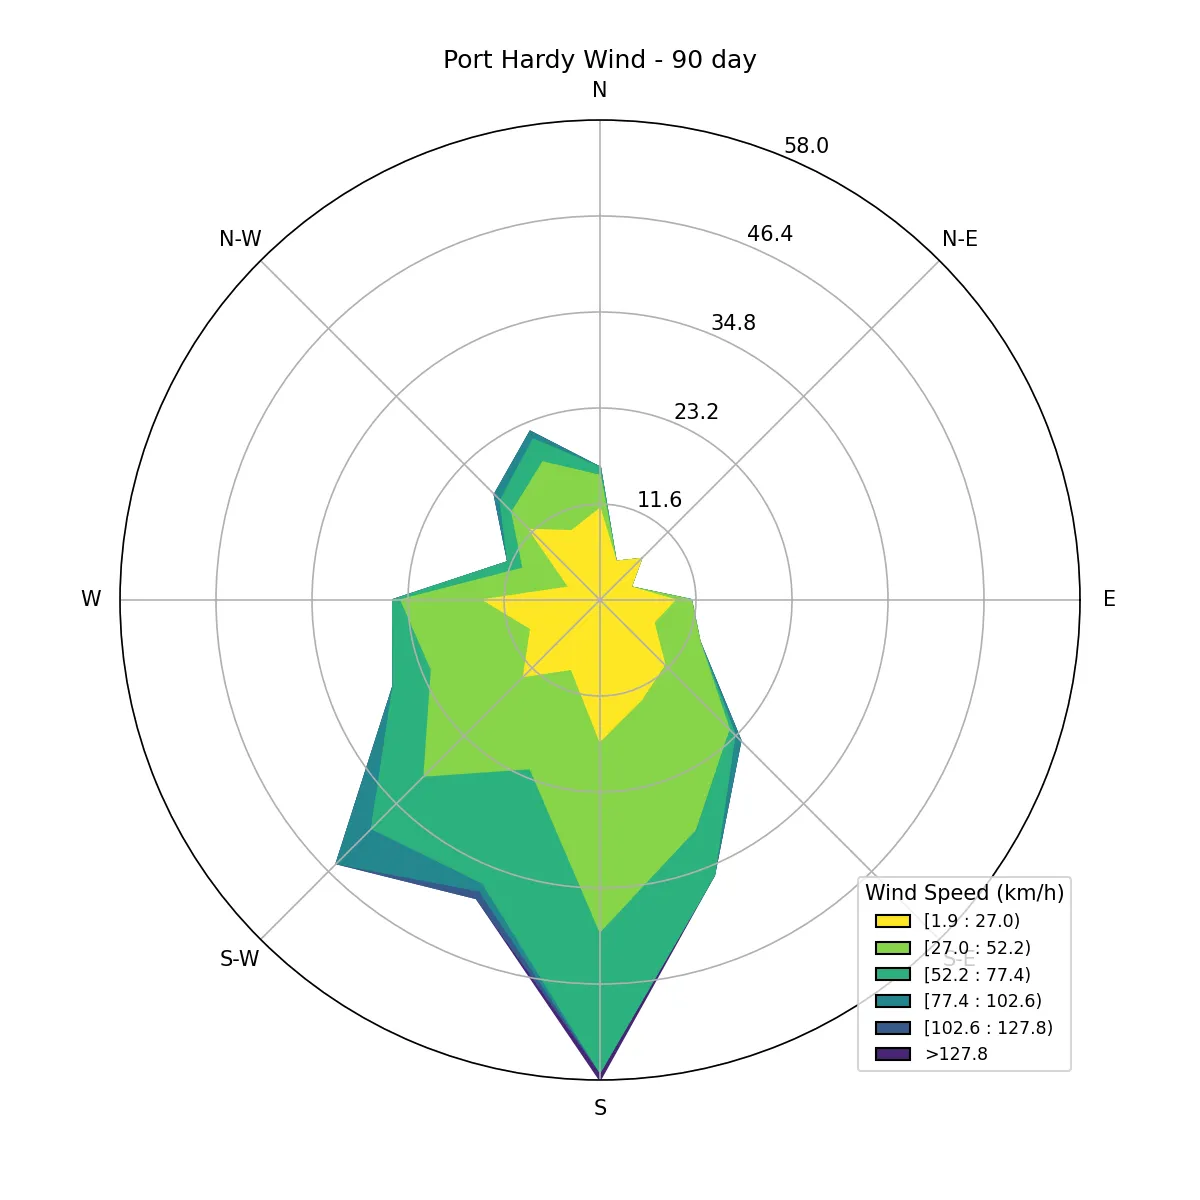 Port Hardy Wind - 90 day
N
58.0
46.4
N-W
N-E
34.8
23.2
11.6
W
E
S-W
S-E
S
Wind Speed (km/h)
[1.9 : 27.0)
[27.0 : 52.2)
[52.2 : 77.4)
[77.4 : 102.6)
[102.6 : 127.8)
>127.8